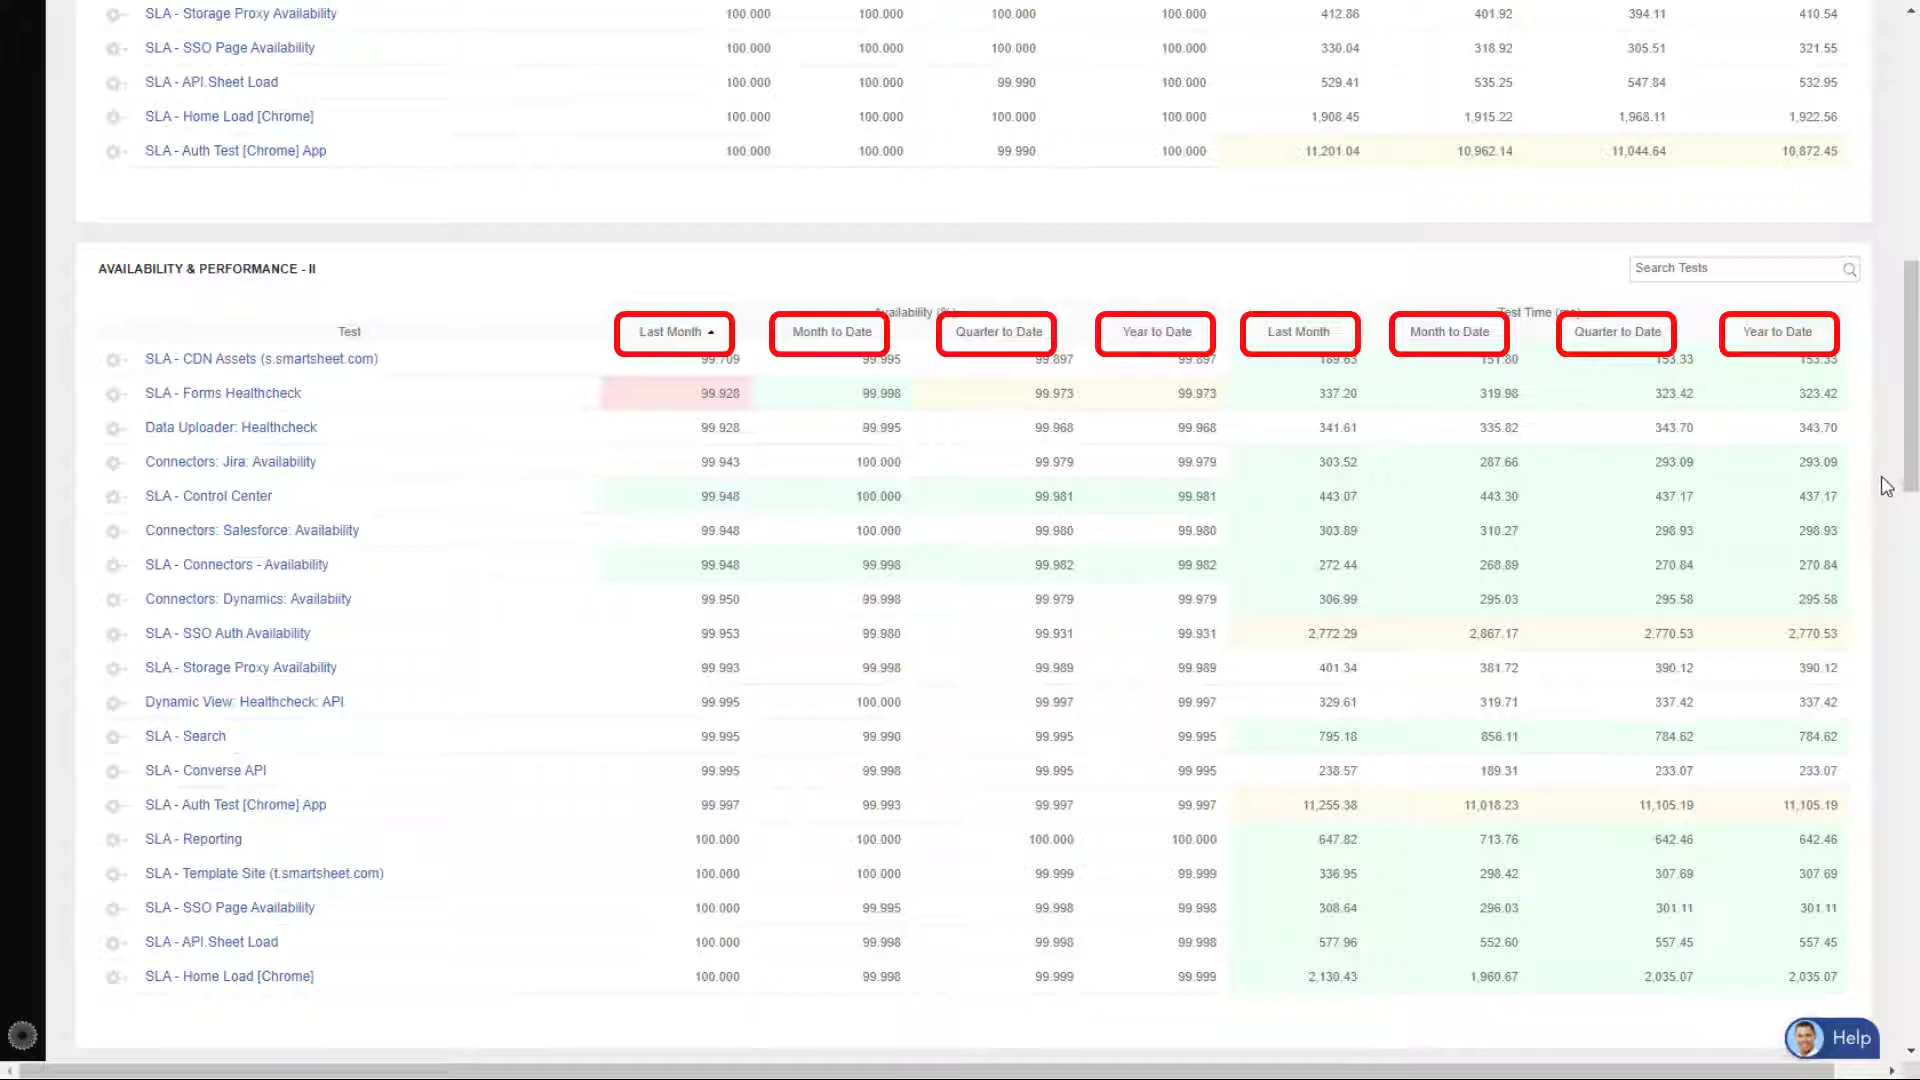 SLA - Storage Proxy Availability 100.000 100.000 100.000 100.000 412.86 401.92 394.11 410.54
SLA - SSO Page Availability 100.000 100.000 100.000 100.000 330.04 318.92 305.51 321.55
SLA - API.Sheet Load 100.000 100.000 99.990 100.000 529.41 535.25 547.84 532.95
SLA - Home Load [Chrome] 100.000 100.000 100.000 100.000 1,908.45 1,915.22 1,968.11 1,922.56
SLA - Auth Test [Chrome] App 100.000 100.000 99.990 100.000 11,201.04 10,962.14 11,044.64 10,872.45
AVAILABILITY & PERFORMANCE - II Search Tests
Availability (%) Test Time (ms)
Test Last Month Month to Date Quarter to Date Year to Date Last Month Month to Date Quarter to Date Year to Date
SLA - CDN Assets (s.smartsheet.com) 99.709 99.995 99.897 99.897 189.63 151.80 153.33 153.33
SLA - Forms Healthcheck 99.928 99.998 99.973 99.973 337.20 319.98 323.42 323.42
Data Uploader: Healthcheck 99.928 99.995 99.968 99.968 341.61 335.82 343.70 343.70
Connectors: Jira: Availability 99.943 100.000 99.979 99.979 303.52 287.66 293.09 293.09
SLA - Control Center 99.948 100.000 99.981 99.981 443.07 443.30 437.17 437.17
Connectors: Salesforce: Availability 99.948 100.000 99.980 99.980 303.89 310.27 298.93 298.93
SLA - Connectors - Availability 99.948 99.998 99.982 99.982 272.44 268.89 270.84 270.84
Connectors: Dynamics: Availabiity 99.950 99.998 99.979 99.979 306.99 295.03 295.58 295.58
SLA - SSO Auth Availability 99.953 99.980 99.931 99.931 2,772.29 2,867.17 2,770.53 2,770.53
SLA - Storage Proxy Availability 99.993 99.998 99.989 99.989 401.34 381.72 390.12 390.12
Dynamic View: Healthcheck: API 99.995 100.000 99.997 99.997 329.61 319.71 337.42 337.42
SLA - Search 99.995 99.990 99.995 99.995 795.18 856.11 784.62 784.62
SLA - Converse API 99.995 99.998 99.995 99.995 238.57 189.31 233.07 233.07
SLA - Auth Test [Chrome] App 99.997 99.993 99.997 99.997 11,255.38 11,018.23 11,105.19 11,105.19
SLA - Reporting 100.000 100.000 100.000 100.000 647.82 713.76 642.46 642.46
SLA - Template Site (t.smartsheet.com) 100.000 100.000 99.999 99.999 336.95 298.42 307.69 307.69
SLA - SSO Page Availability 100.000 99.995 99.998 99.998 308.64 296.03 301.11 301.11
SLA - API.Sheet Load 100.000 99.998 99.998 99.998 577.96 552.60 557.45 557.45
SLA - Home Load [Chrome] 100.000 99.998 99.999 99.999 2,130.43 1,960.67 2,035.07 2,035.07
Help